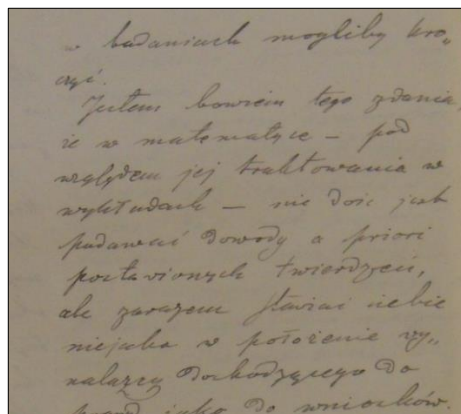 w badaniach mogliby kro„
czyć.
Jestem bowiem tego zdania,
że w matematyce – pod
względem jej traktowania w
wykładach – nie dość jest
podawać dowody a priori
postawionych twierdzeń,
ale zarazem stawiać siebie
niejako w położenie wy„
nalazcy dochodzącego do
prawd jako do wniosków.